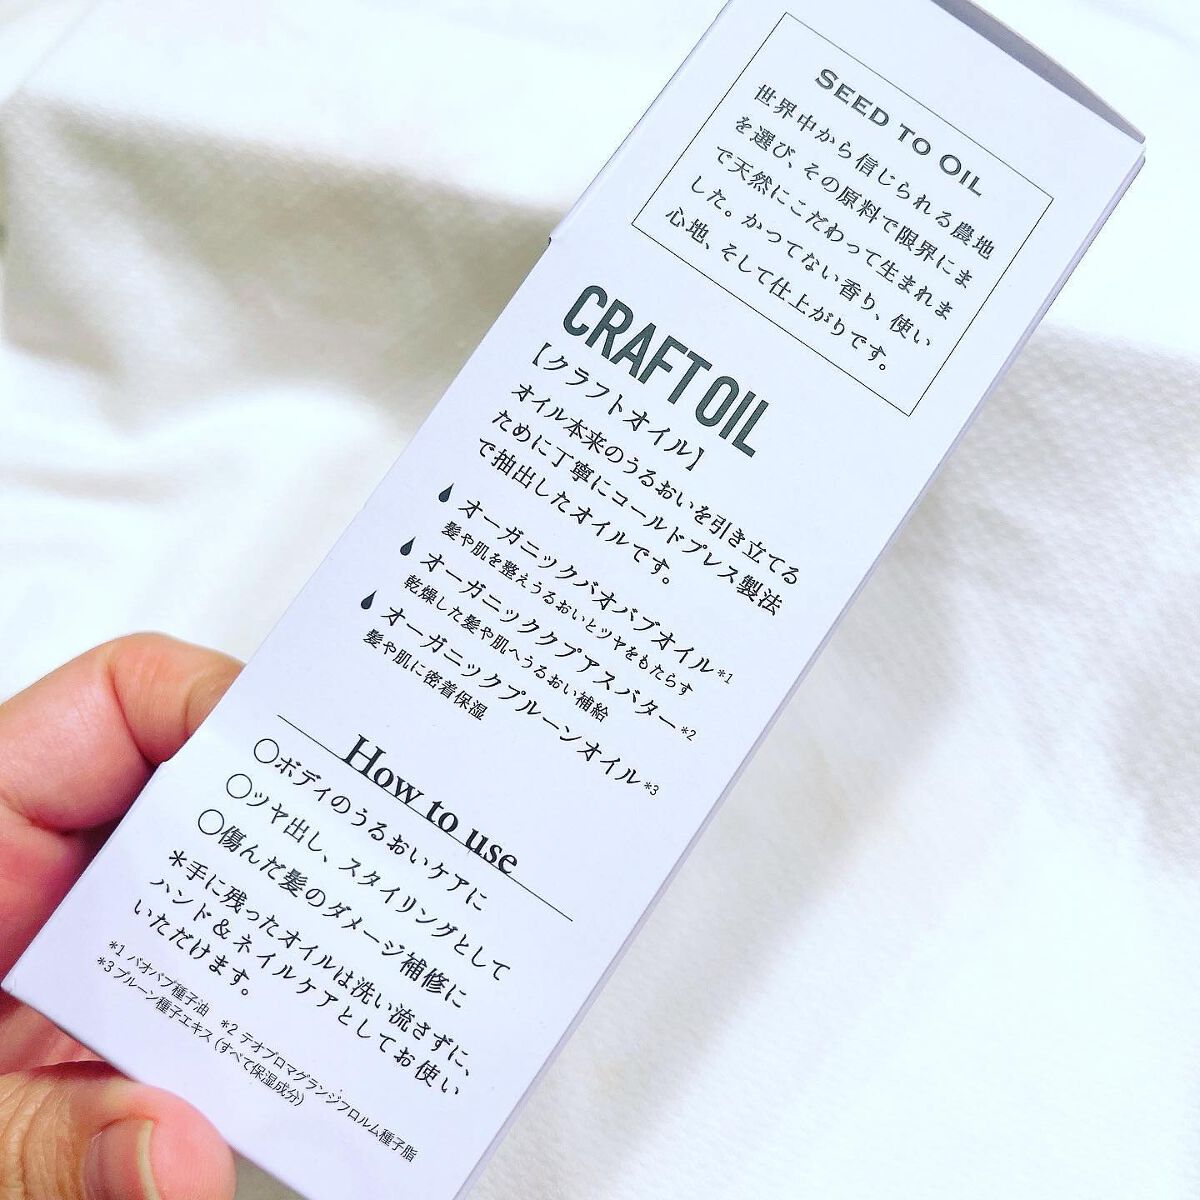 SEED TO OIL
世界中から信じられる農地
を選び、その原料で限界にま
で天然にこだわって生まれま
した。かつてない香り、使い
心地、そして仕上がりです。
CRAFT OIL
【クラフトオイル】
オイル本来のうるおいを引き立てる
ために丁寧にコールドプレス製法
で抽出したオイルです。
オーガニックバオバブオイル*1
髪や肌を整えうるおいとツヤをもたらす
オーガニッククプアスバター*2
乾燥した髪や肌へうるおい補給
オーガニックプルーンオイル*3
髪や肌に密着保湿
How to use
○ボディのうるおいケアに
○ツヤ出し、スタイリングとして
○傷んだ髪のダメージ補修に
＊手に残ったオイルは洗い流さずに、
ハンド＆ネイルケアとしてお使い
いただけます。
*1 バオバブ種子油 *2 テオブロマグランジフロルム種子脂
*3 プルーン種子エキス (すべて保湿成分)